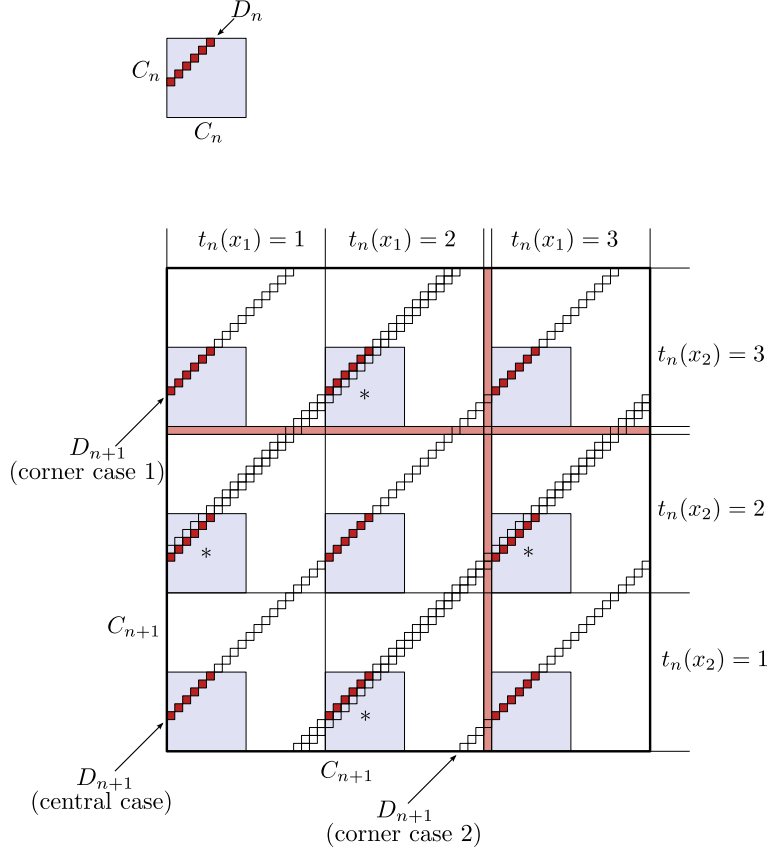 D_n
C_n
C_n
t_n(x_1) = 1
t_n(x_1) = 2
t_n(x_1) = 3
t_n(x_2) = 3
*
D_{n+1}
(corner case 1)
t_n(x_2) = 2
*
*
C_{n+1}
t_n(x_2) = 1
*
C_{n+1}
D_{n+1}
(central case)
D_{n+1}
(corner case 2)